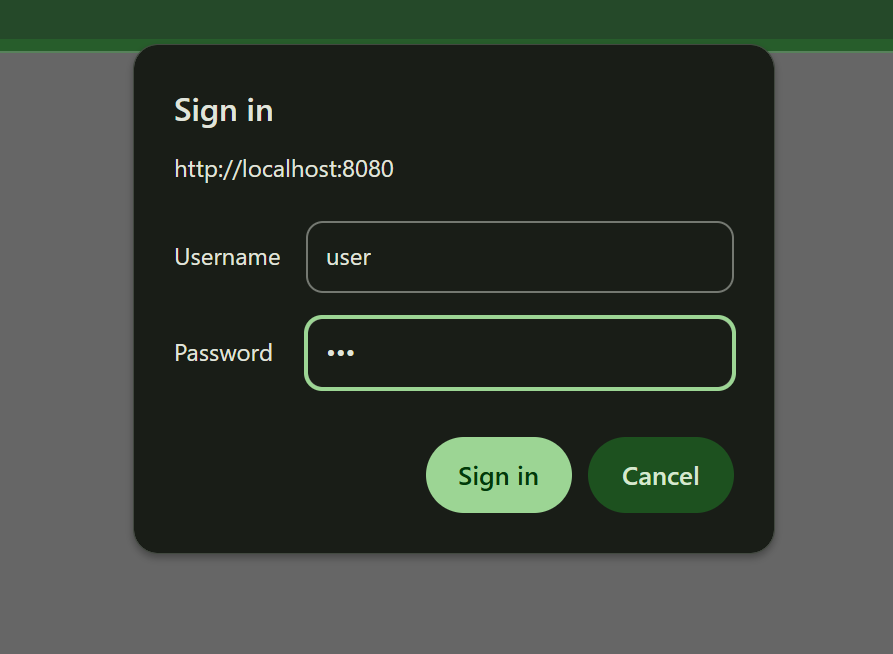 Sign in
http://localhost:8080
Username user
Password •••
Sign in Cancel